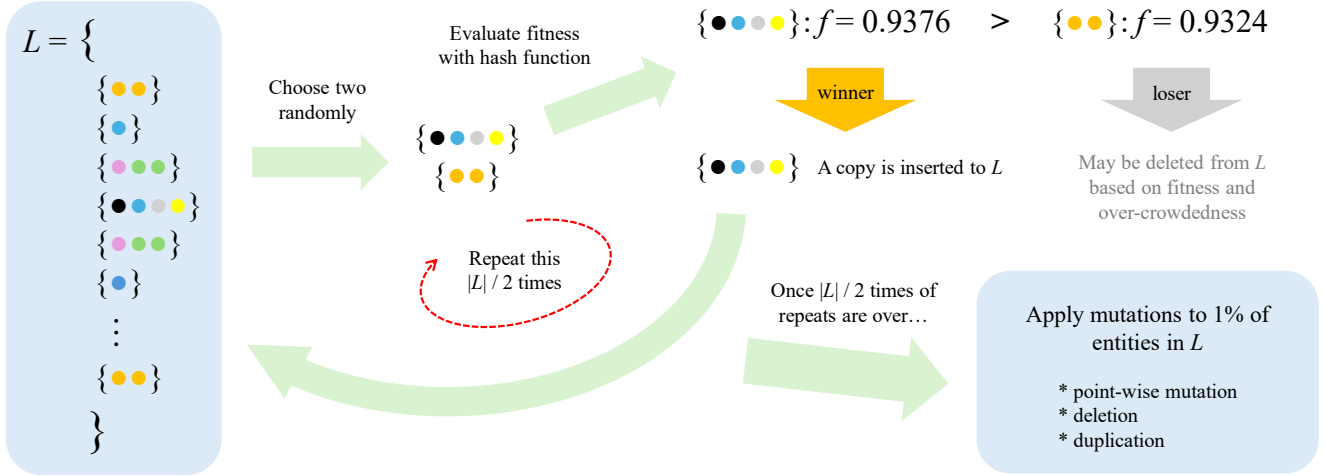 L = {
{ }
{ }
{ }
{ }
{ }
{ }
⋮
{ }
}
Choose two
randomly
Evaluate fitness
with hash function
{ }
{ }
Repeat this
|L| / 2 times
{ }: f = 0.9376 > { }: f = 0.9324
winner
loser
{ } A copy is inserted to L
May be deleted from L
based on fitness and
over-crowdedness
Once |L| / 2 times of
repeats are over…
Apply mutations to 1% of
entities in L
* point-wise mutation
* deletion
* duplication